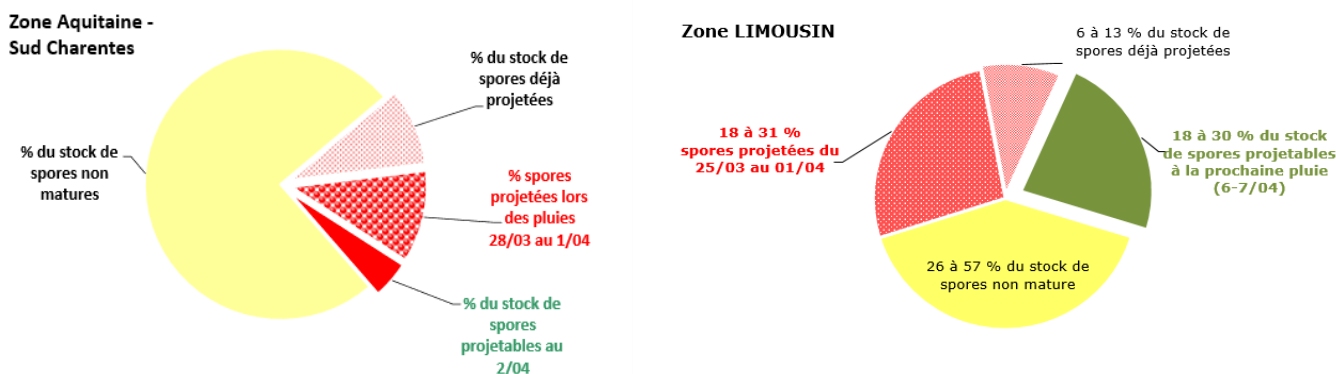 Zone Aquitaine -
Sud Charentes
% du stock de
spores déjà
projetées
% du stock de
spores non
matures
% spores
projetées lors
des pluies
28/03 au 1/04
% du stock de
spores
projetables au
2/04
Zone LIMOUSIN
6 à 13 % du stock de
spores déjà projetées
18 à 31 %
spores projetées du
25/03 au 01/04
18 à 30 % du stock
de spores projetables
à la prochaine pluie
(6-7/04)
26 à 57 % du stock de
spores non mature